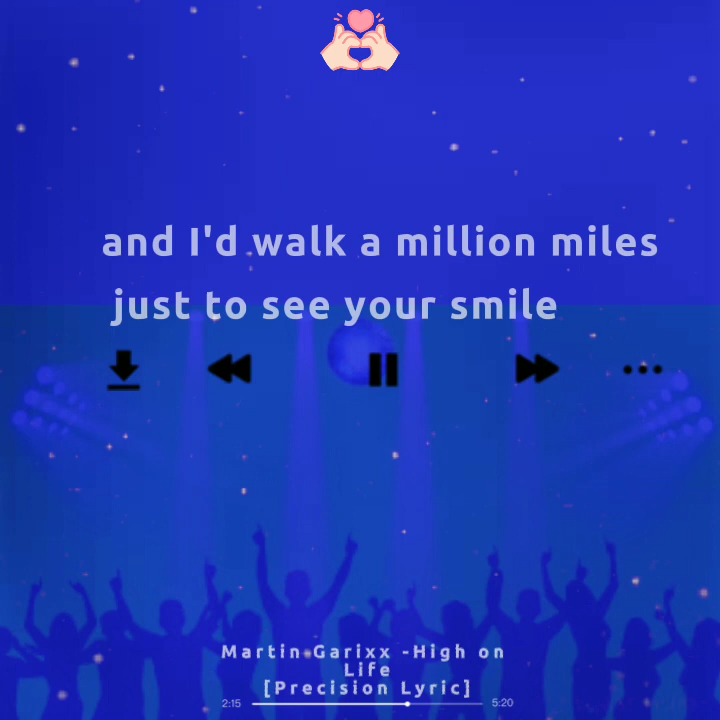 and I'd walk a million miles
just to see your smile
Martin Garixx -High on
Life
[Precision Lyric]
2:15 5:20